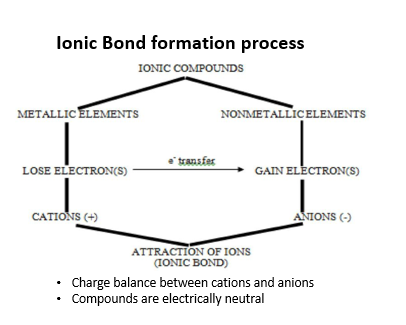 Ionic Bond formation process
IONIC COMPOUNDS
METALLIC ELEMENTS NONMETALLIC ELEMENTS
LOSE ELECTRON(S) e⁻ transfer GAIN ELECTRON(S)
CATIONS (+) ANIONS (-)
ATTRACTION OF IONS
(IONIC BOND)
• Charge balance between cations and anions
• Compounds are electrically neutral